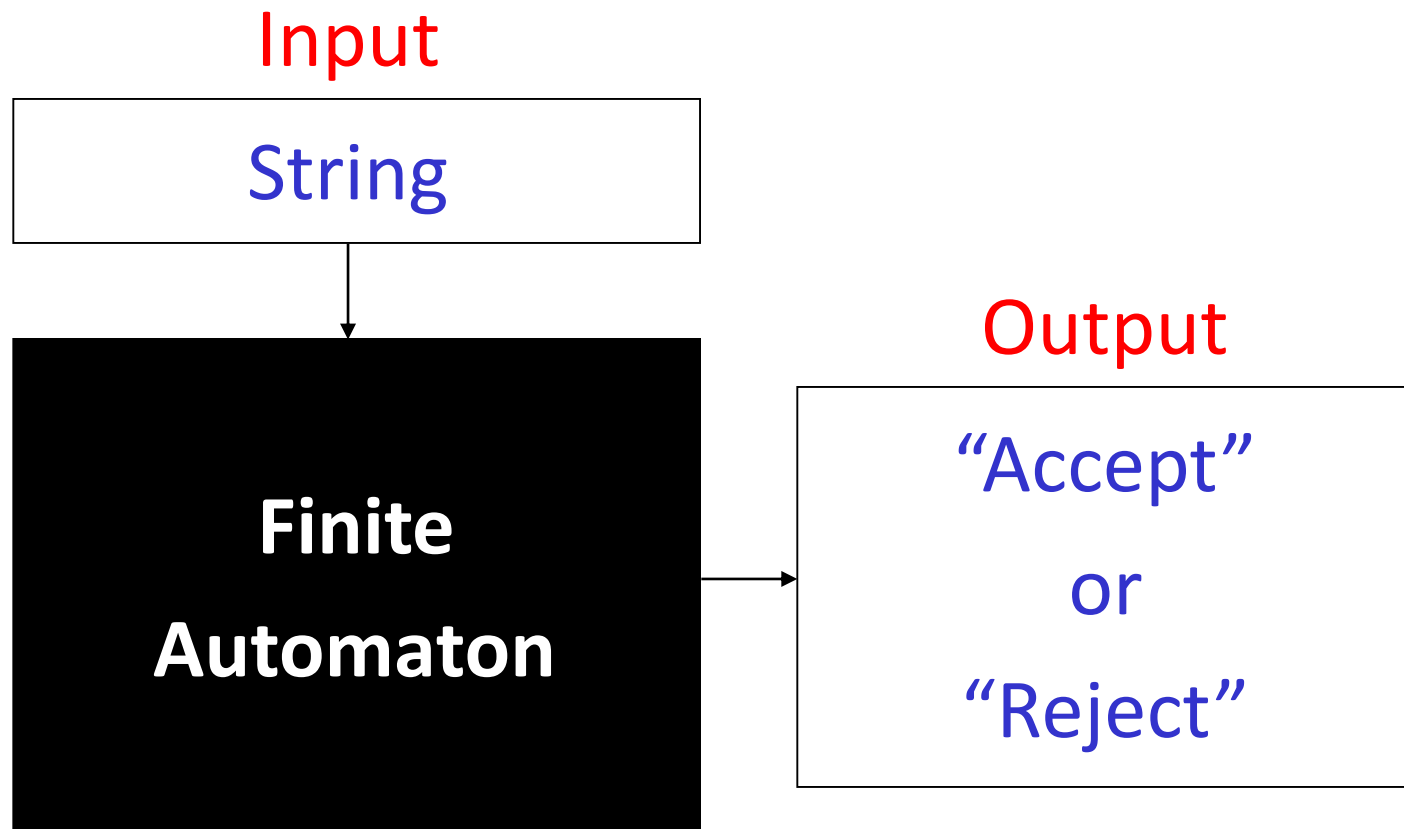 Input
String
Finite
Automaton
Output
“Accept”
or
“Reject”